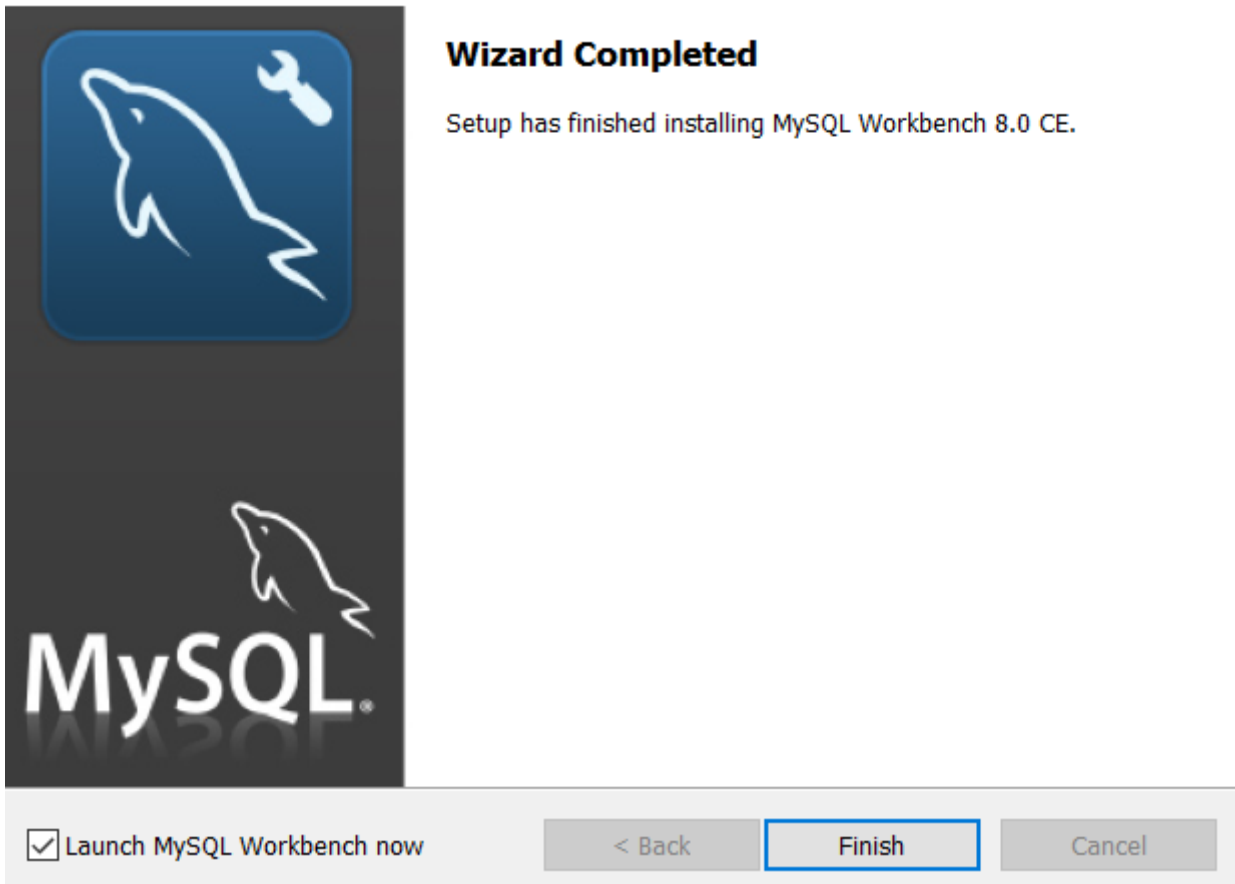 Wizard Completed
Setup has finished installing MySQL Workbench 8.0 CE.
MySQL®
Launch MySQL Workbench now
< Back
Finish
Cancel